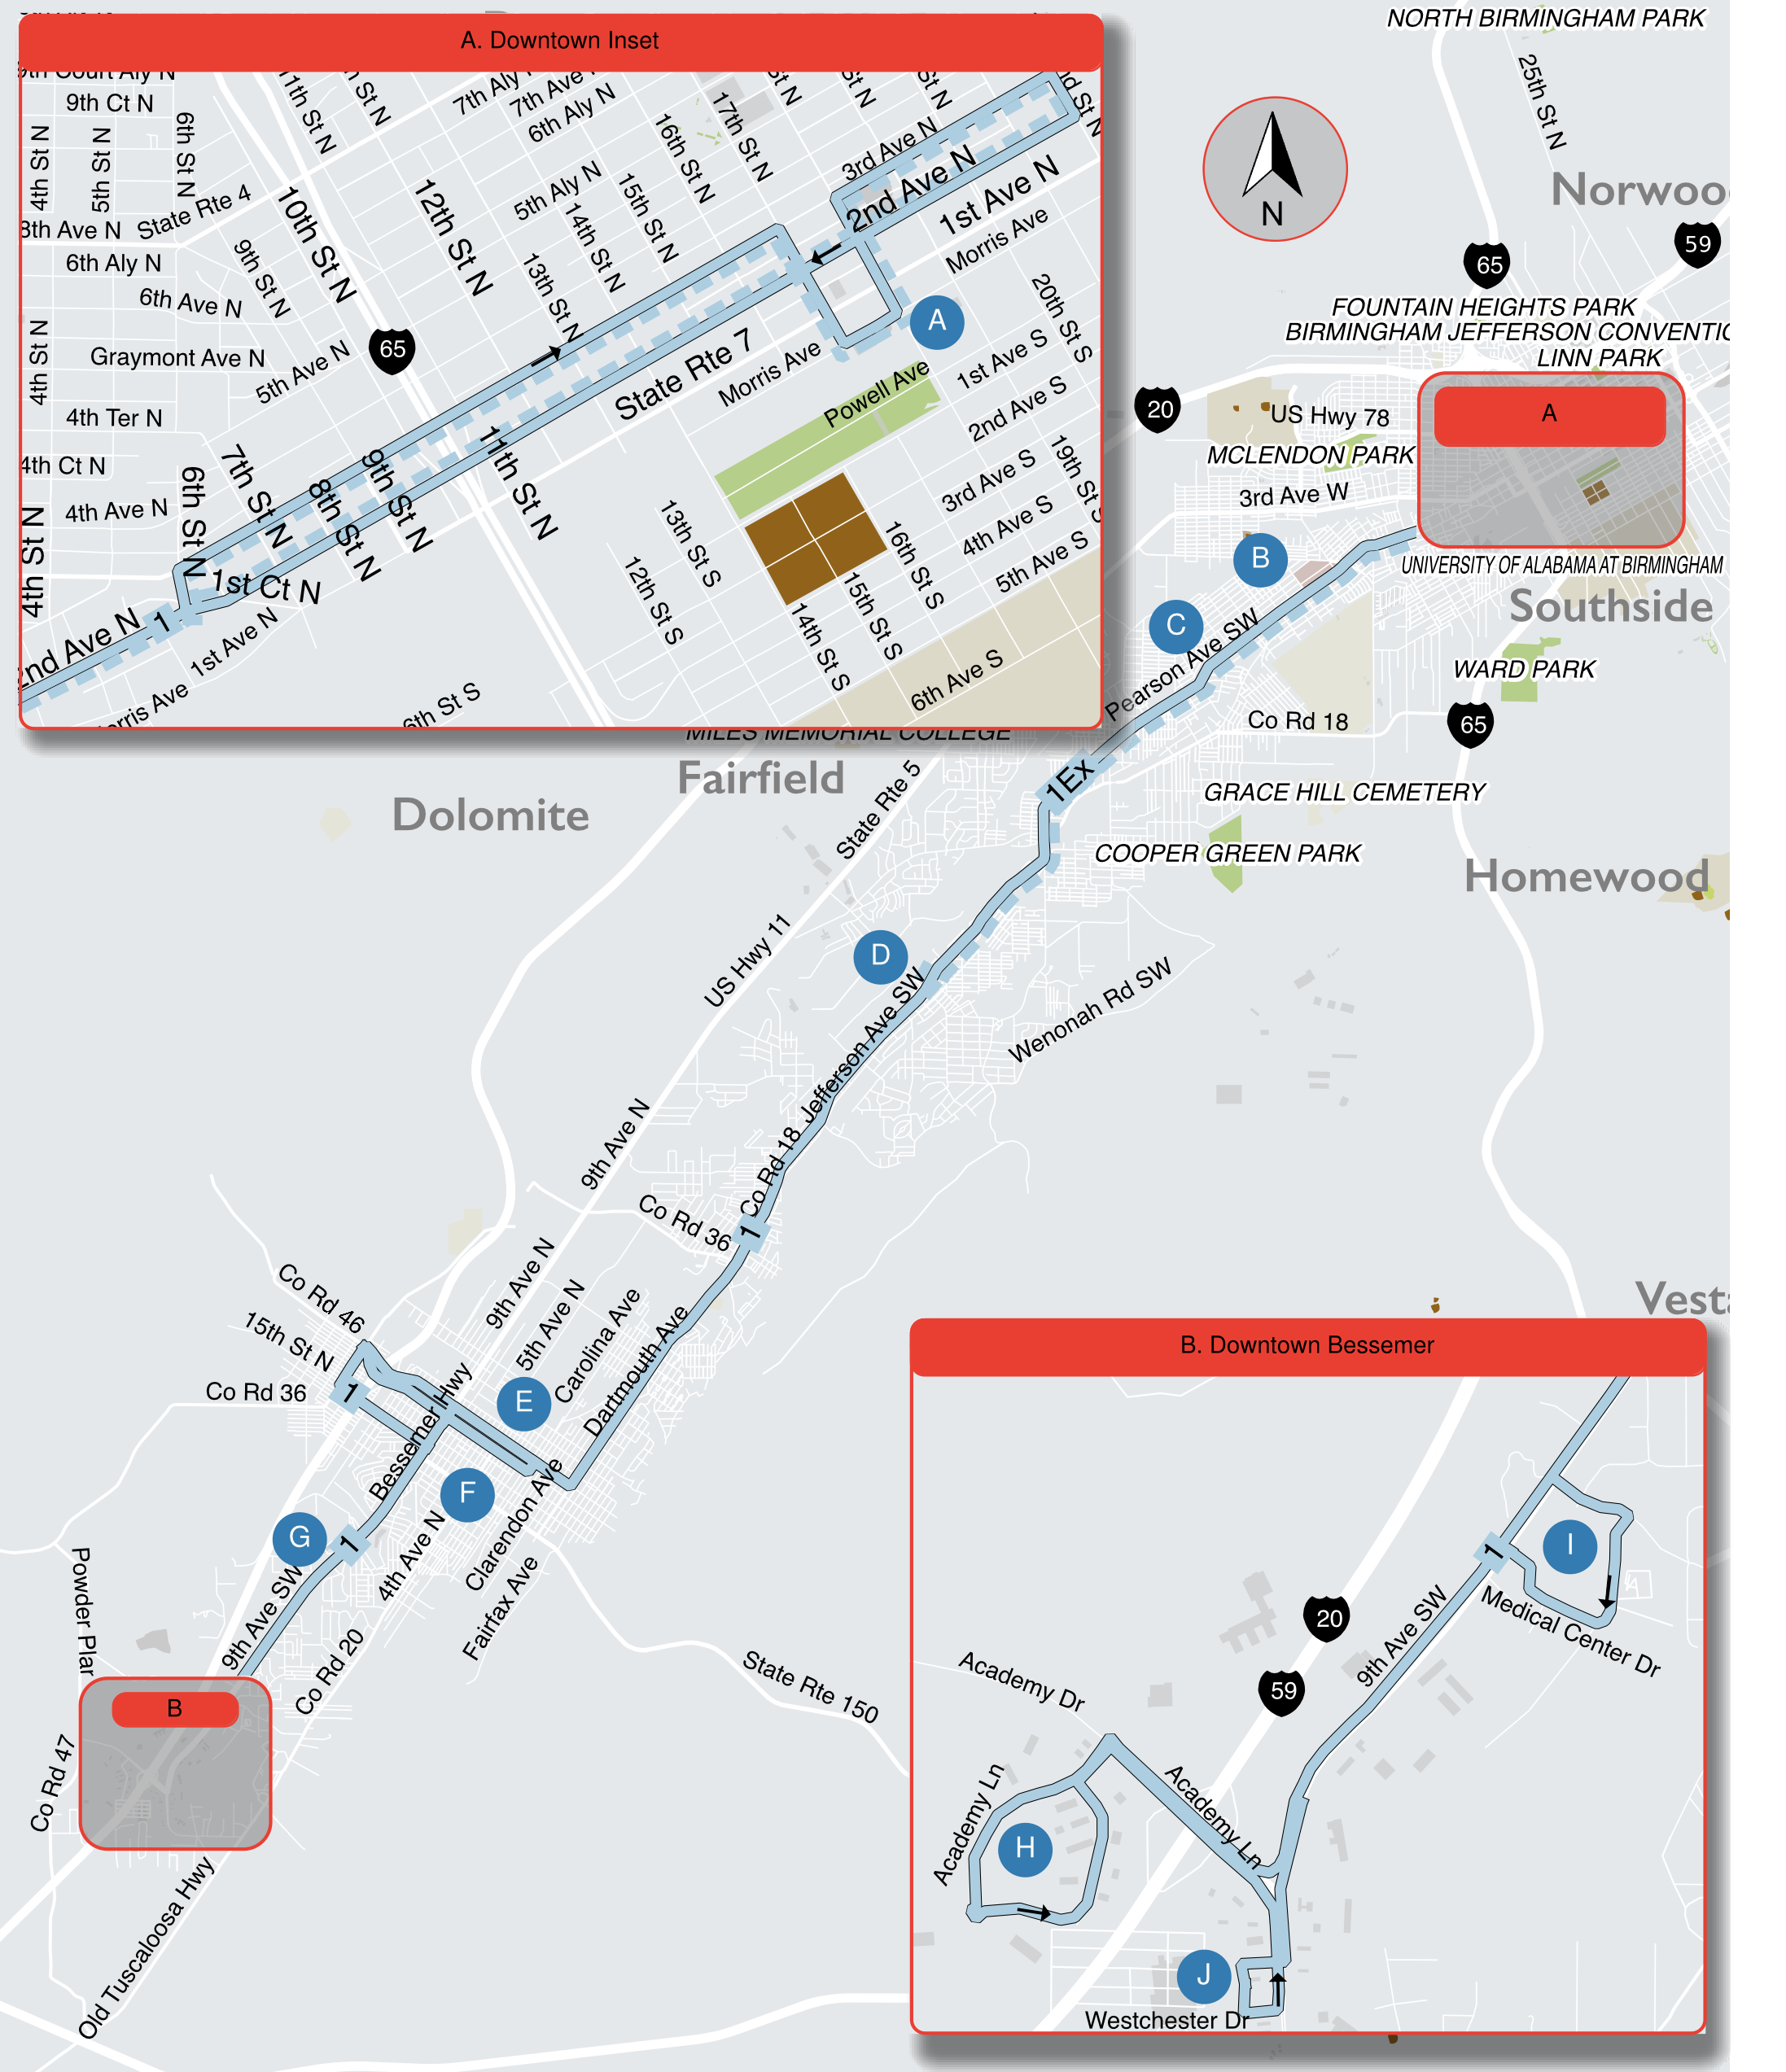 A. Downtown Inset
9th Court Aly N
9th Ct N
4th St N
5th St N
6th St N
8th Ave N
State Rte 4
6th Aly N
6th Ave N
9th St N
10th St N
11th St N
12th St N
7th Aly
7th Ave
6th Aly N
5th Aly N
13th St N
14th St N
15th St N
16th St N
17th St N
3rd Ave N
2nd Ave N
1st Ave N
Morris Ave
20th St S
A
65
4th St N
Graymont Ave N
5th Ave N
4th Ter N
4th Ct N
4th Ave N
4th St N
6th St N
7th St N
8th St N
9th St N
11th St N
State Rte 7
Morris Ave
Powell Ave
1st Ave S
2nd Ave S
3rd Ave S
4th Ave S
5th Ave S
19th St S
1st Ct N
1
2nd Ave N
1st Ave N
6th St S
12th St S
13th St S
14th St S
15th St S
16th St S
6th Ave S
NORTH BIRMINGHAM PARK
25th St N
N
65
59
FOUNTAIN HEIGHTS PARK
LINN PARK
20
US Hwy 78
A
MCLENDON PARK
3rd Ave W
B
UNIVERSITY OF ALABAMA AT BIRMINGHAM
Southside
C
Pearson Ave SW
WARD PARK
Co Rd 18
65
MILES MEMORIAL COLLEGE
Fairfield
Dolomite
1Ex
GRACE HILL CEMETERY
State Rte 5
COOPER GREEN PARK
Homewood
US Hwy 11
D
Wenonah Rd SW
Jefferson Ave SW
9th Ave N
Co Rd 18
Co Rd 36
1
9th Ave N
5th Ave N
Carolina Ave
Dartmouth Ave
Co Rd 46
15th St N
Co Rd 36
1
E
Bessemer Hwy
F
Clarendon Ave
G
1
4th Ave N
Fairfax Ave
9th Ave SW
Co Rd 20
State Rte 150
B
Co Rd 47
Old Tuscaloosa Hwy
B. Downtown Bessemer
I
1
Medical Center Dr
9th Ave SW
20
59
Academy Dr
Academy Ln
Academy Ln
H
J
Westchester Dr